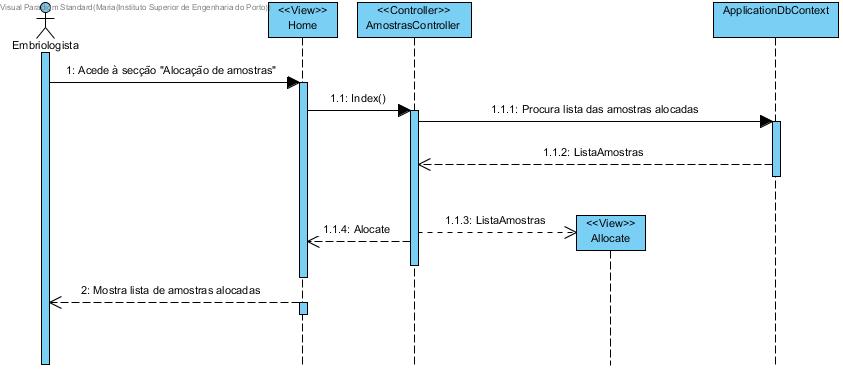 Visual Paradigm Standard(Maria(Instituto Superior de Engenharia do Porto)
Embriologista
<<View>>
Home
<<Controller>>
AmostrasController
ApplicationDbContext
1: Acede à secção "Alocação de amostras"
1.1: Index()
1.1.1: Procura lista das amostras alocadas
1.1.2: ListaAmostras
1.1.3: ListaAmostras
<<View>>
Allocate
1.1.4: Alocate
2: Mostra lista de amostras alocadas